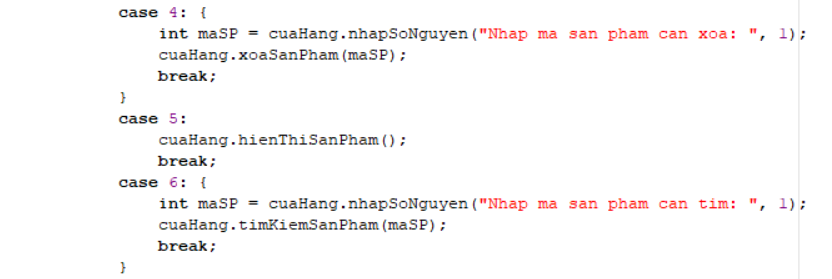 case 4: {
int maSP = cuaHang.nhapSoNguyen("Nhap ma san pham can xoa: ", 1);
cuaHang.xoaSanPham(maSP);
break;
}
case 5:
cuaHang.hienThiSanPham();
break;
case 6: {
int maSP = cuaHang.nhapSoNguyen("Nhap ma san pham can tim: ", 1);
cuaHang.timKiemSanPham(maSP);
break;
}